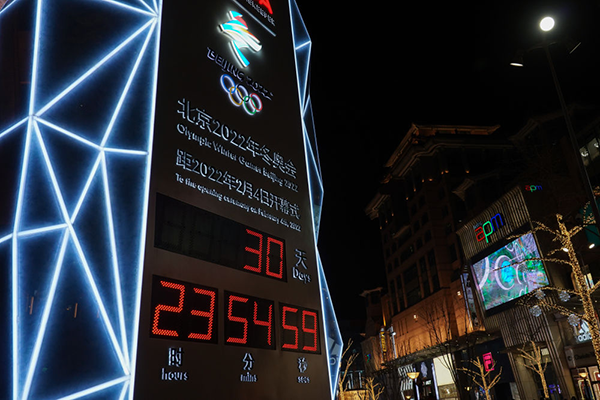 BEIJING 2022
北京2022年冬奥会
Olympic Winter Games Beijing 2022
距2022年2月4日开幕式
To the opening ceremony on February 4th, 2022
30 天
Days
23 54 59
时 分 秒
hours mins secs
apm
apm